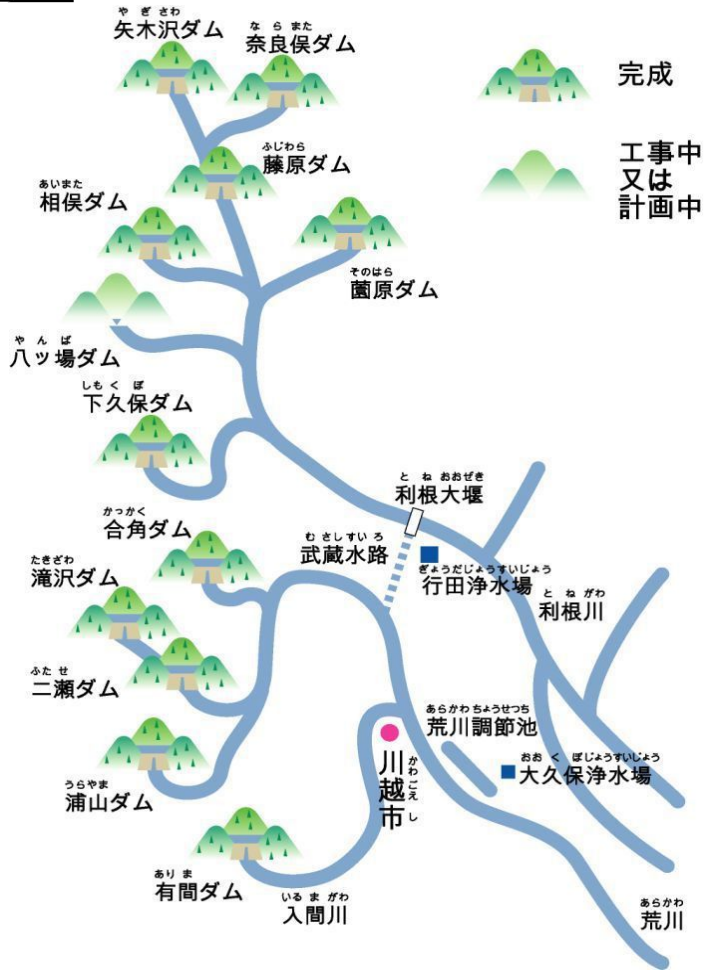 や ぎ さわ
矢木沢ダム
な ら また
奈良俣ダム
完成
ふじわら
藤原ダム
工事中
又は
計画中
あいまた
相俣ダム
そのはら
薗原ダム
や ん ば
八ッ場ダム
しも く ぼ
下久保ダム
と ね おおぜき
利根大堰
かっかく
合角ダム
む さしすい ろ
武蔵水路
ぎょうだじょうすいじょう
行田浄水場
たきざわ
滝沢ダム
と ね がわ
利根川
ふた せ
二瀬ダム
あらかわ ちょうせつち
荒川調節池
かわごえ し
川越市
おお く ぼじょうすいじょう
大久保浄水場
うらやま
浦山ダム
あり ま
有間ダム
いる ま がわ
入間川
あらかわ
荒川